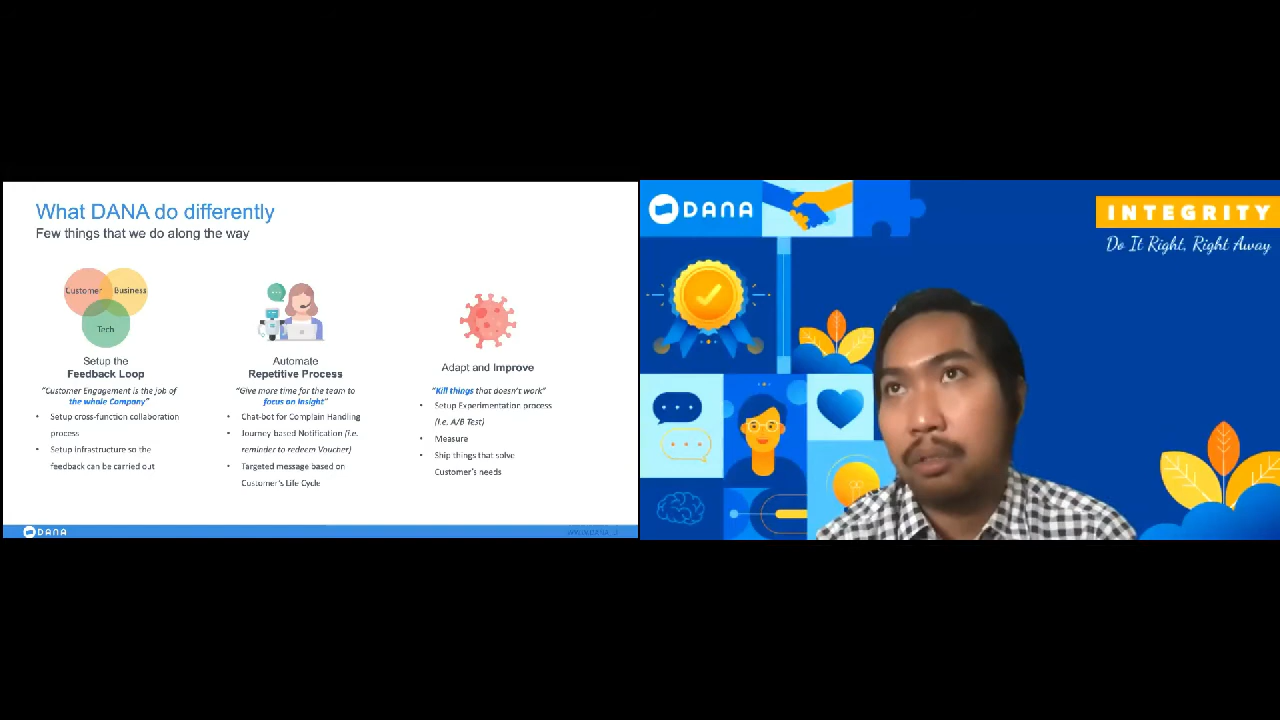 What DANA do differently
Few things that we do along the way
Customer
Business
Tech
Setup the
Feedback Loop
"Customer Engagement is the job of
the whole Company"
• Setup cross-function collaboration
process
• Setup infrastructure so the
feedback can be carried out
Automate
Repetitive Process
"Give more time for the team to
focus on Insight"
• Chat-bot for Complain Handling
• Journey based Notification (i.e.
reminder to redeem Voucher)
• Targeted message based on
Customer's Life Cycle
Adapt and Improve
"Kill things that doesn't work"
• Setup Experimentation process
(i.e. A/B Test)
• Measure
• Ship things that solve
Customer's needs
DANA
DANA
INTEGRITY
Do It Right, Right Away